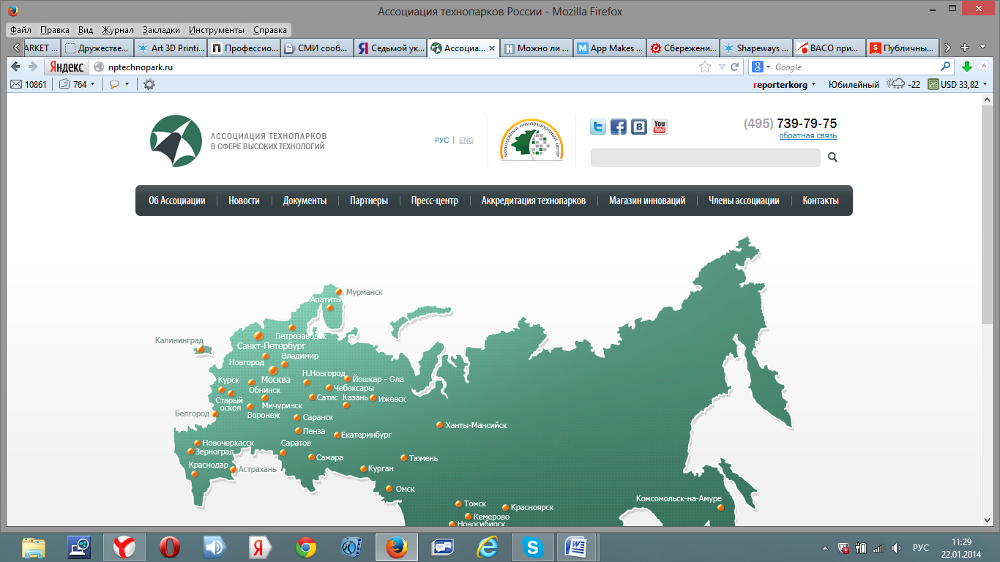 Ассоциация технопарков России - Mozilla Firefox
Файл Правка Вид Журнал Закладки Инструменты Справка
ARKET ... Дружестве... Art 3D Printi... Профессио... СМИ сооб... Седьмой ук... Ассоциа... Можно ли ... App Makes ... Сбережени... Shapeways ... ВАСО при... Публичны...
Яндекс nptechnopark.ru Google
10861 764 reporterkorg Юбилейный -22 USD 33,82
АССОЦИАЦИЯ ТЕХНОПАРКОВ
В СФЕРЕ ВЫСОКИХ ТЕХНОЛОГИЙ
РУС | ENG
МОЛОДЕЖНЫЙ ИННОВАЦИОННЫЙ ЦЕНТР
You Tube
(495) 739-79-75
обратная связь
Об Ассоциации Новости Документы Партнеры Пресс-центр Аккредитация технопарков Магазин инноваций Члены ассоциации Контакты
Мурманск
Апатиты
Петрозаводск
Калининград
Санкт-Петербург
Владимир
Новгород
Н.Новгород
Москва
Йошкар - Ола
Курск
Чебоксары
Обнинск
Сатис
Казань
Ижевск
Старый
оскол
Мичуринск
Белгород
Воронеж
Саранск
Ханты-Мансийск
Пенза
Екатеринбург
Новочеркасск
Саратов
Зерноград
Самара
Тюмень
Краснодар
Астрахань
Курган
Омск
Комсомольск-на-Амуре
Томск
Красноярск
Кемерово
Новосибирск
РУС
11:29
22.01.2014